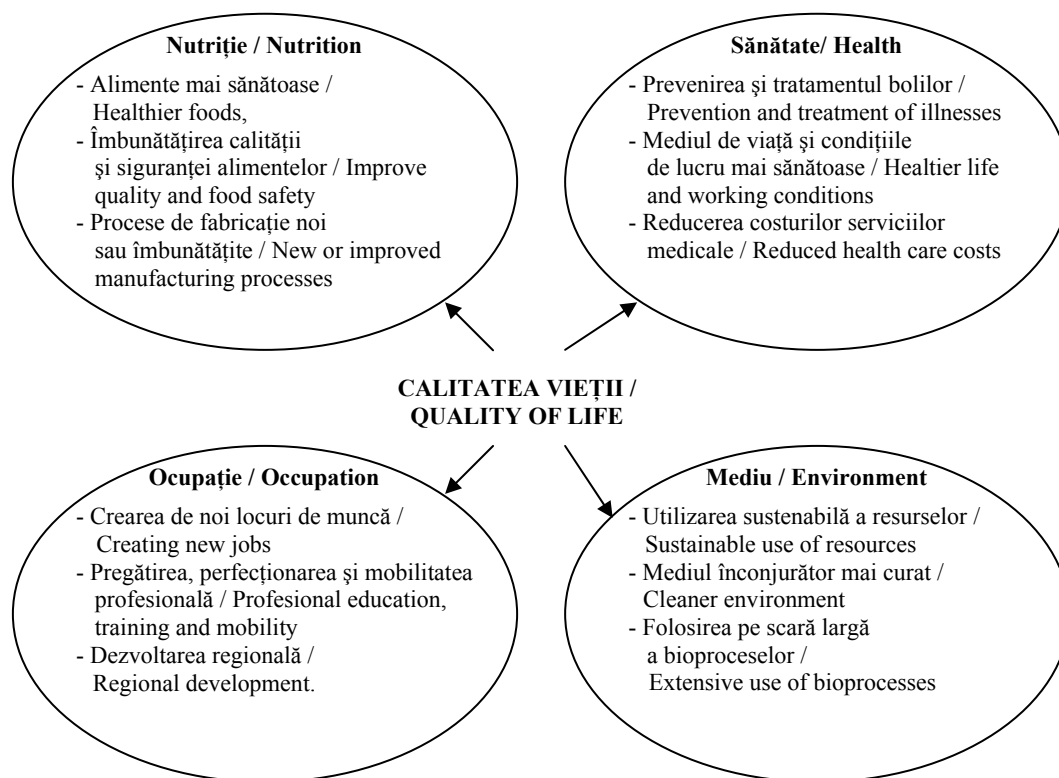 Nutriție / Nutrition
- Alimente mai sănătoase /
Healthier foods,
- Îmbunătățirea calității
şi siguranței alimentelor / Improve
quality and food safety
- Procese de fabricație noi
sau îmbunătățite / New or improved
manufacturing processes
Sănătate/ Health
- Prevenirea şi tratamentul bolilor /
Prevention and treatment of illnesses
- Mediul de viață şi condițiile
de lucru mai sănătoase / Healthier life
and working conditions
- Reducerea costurilor serviciilor
medicale / Reduced health care costs
CALITATEA VIEȚII /
QUALITY OF LIFE
Ocupație / Occupation
- Crearea de noi locuri de muncă /
Creating new jobs
- Pregătirea, perfecționarea şi mobilitatea
profesională / Profesional education,
training and mobility
- Dezvoltarea regională /
Regional development.
Mediu / Environment
- Utilizarea sustenabilă a resurselor /
Sustainable use of resources
- Mediul înconjurător mai curat /
Cleaner environment
- Folosirea pe scară largă
a bioproceselor /
Extensive use of bioprocesses